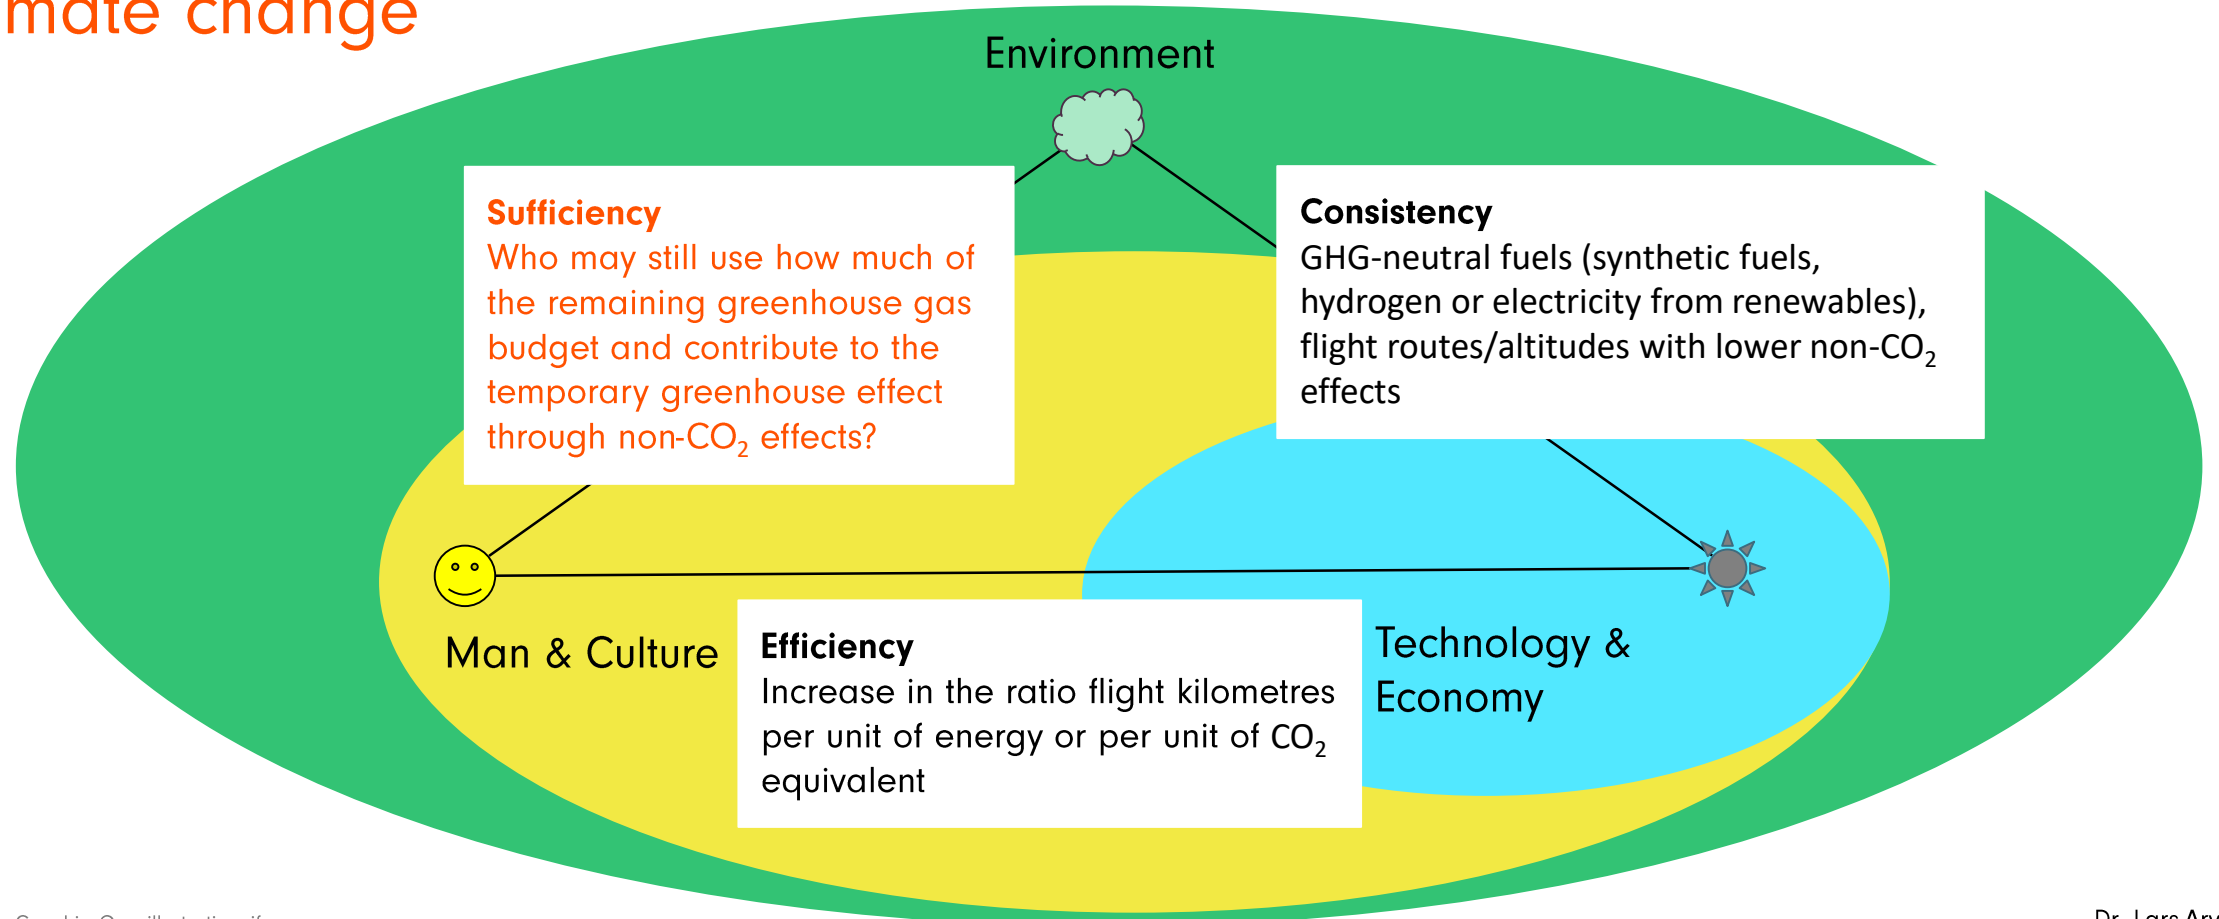 mate change
Environment
Sufficiency
Who may still use how much of
the remaining greenhouse gas
budget and contribute to the
temporary greenhouse effect
through non-CO₂ effects?
Consistency
GHG-neutral fuels (synthetic fuels,
hydrogen or electricity from renewables),
flight routes/altitudes with lower non-CO₂
effects
Man & Culture
Efficiency
Increase in the ratio flight kilometres
per unit of energy or per unit of CO₂
equivalent
Technology &
Economy
Dr. Lars